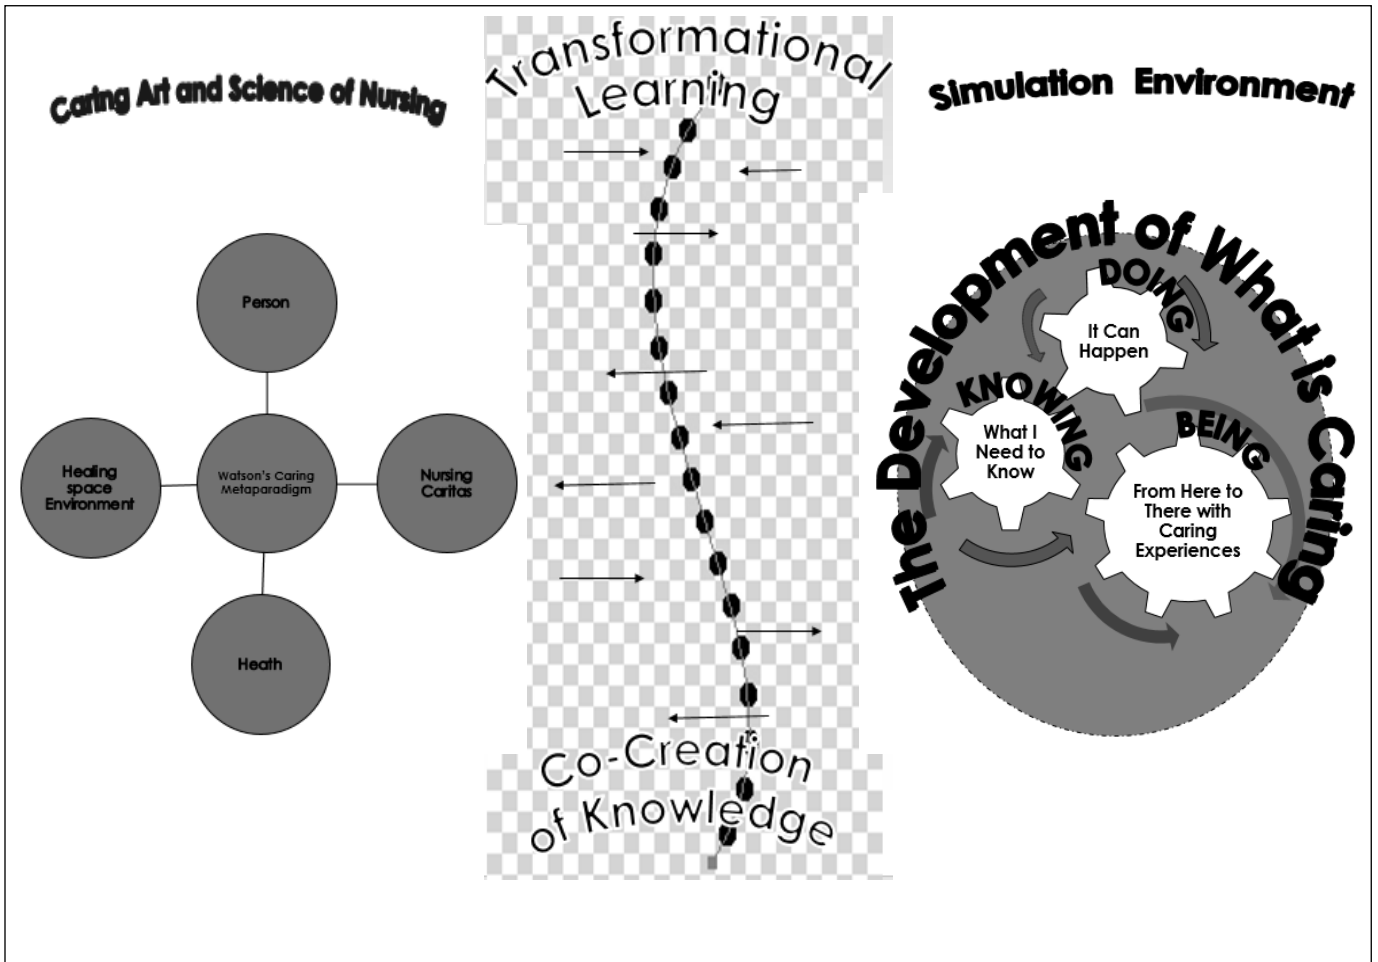 Caring Art and Science of Nursing
Person
Healing
space
Environment
Watson's Caring
Metaparadigm
Nursing
Caritas
Heath
Transformational
Learning
Co-Creation
of Knowledge
Simulation Environment
The Development of What is Caring
DOING
It Can
Happen
KNOWING
What I
Need to
Know
BEING
From Here to
There with
Caring
Experiences